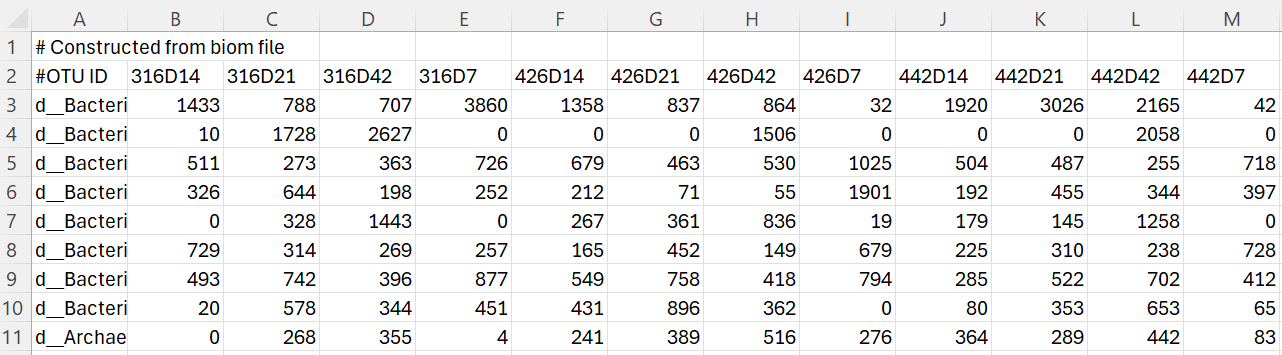 A B C D E F G H I J K L M
1 # Constructed from biom file
2 #OTU ID 316D14 316D21 316D42 316D7 426D14 426D21 426D42 426D7 442D14 442D21 442D42 442D7
3 d__Bacteri 1433 788 707 3860 1358 837 864 32 1920 3026 2165 42
4 d__Bacteri 10 1728 2627 0 0 0 1506 0 0 0 2058 0
5 d__Bacteri 511 273 363 726 679 463 530 1025 504 487 255 718
6 d__Bacteri 326 644 198 252 212 71 55 1901 192 455 344 397
7 d__Bacteri 0 328 1443 0 267 361 836 19 179 145 1258 0
8 d__Bacteri 729 314 269 257 165 452 149 679 225 310 238 728
9 d__Bacteri 493 742 396 877 549 758 418 794 285 522 702 412
10 d__Bacteri 20 578 344 451 431 896 362 0 80 353 653 65
11 d__Archae 0 268 355 4 241 389 516 276 364 289 442 83